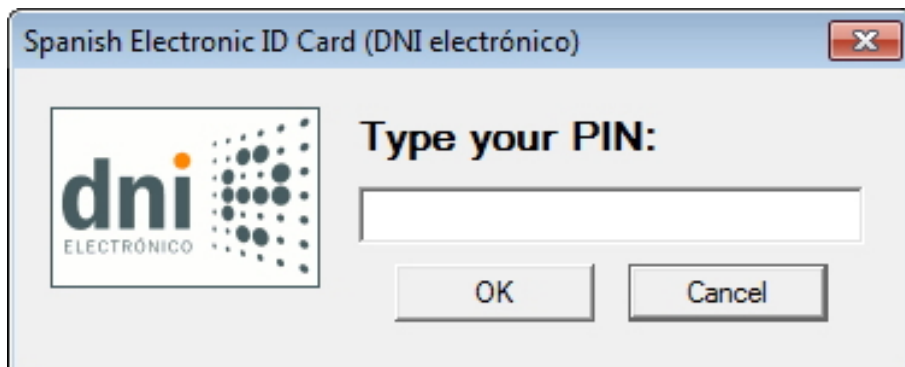 Spanish Electronic ID Card (DNI electrónico)
dni
ELECTRÓNICO
Type your PIN:
OK
Cancel